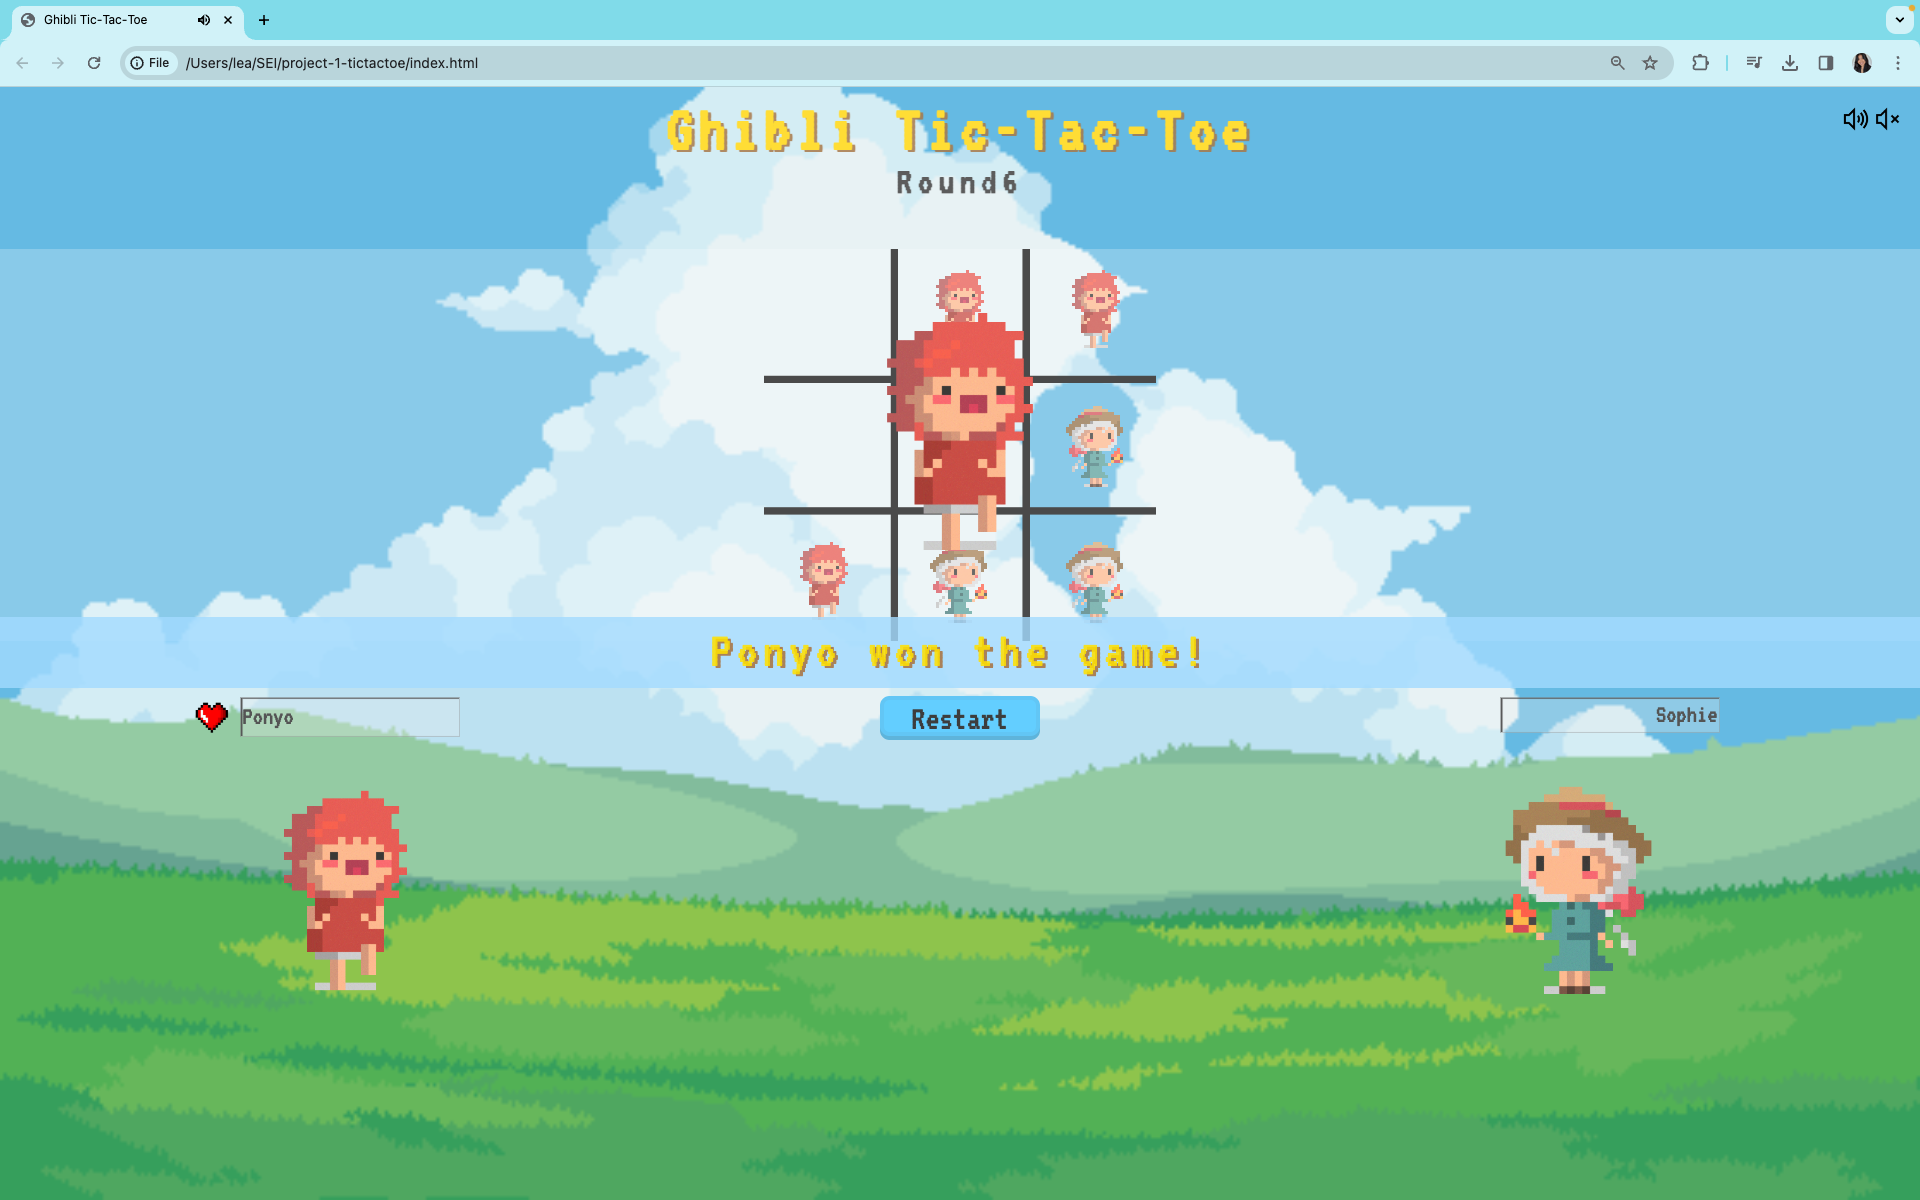 Ghibli Tic-Tac-Toe
File /Users/lea/SEI/project-1-tictactoe/index.html
Ghibli Tic-Tac-Toe
Round6
Ponyo won the game!
Ponyo
Restart
Sophie